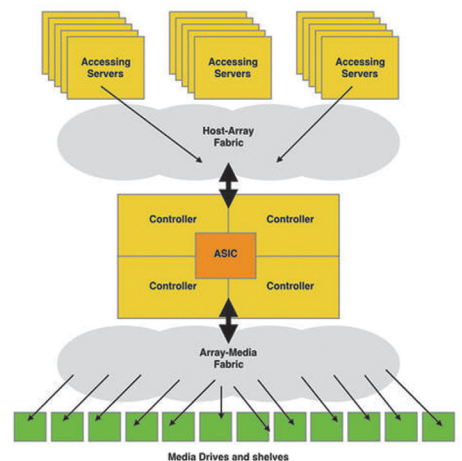 Accessing
Servers
Accessing
Servers
Accessing
Servers
Host-Array
Fabric
Controller
Controller
ASIC
Controller
Controller
Array-Media
Fabric
Media Drives and shelves